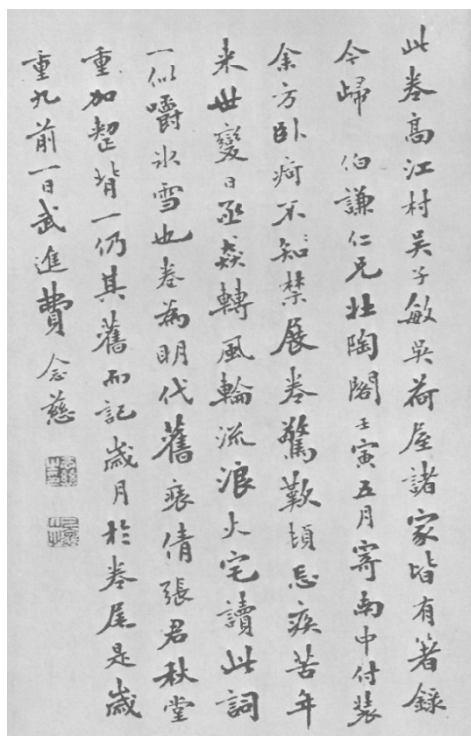 此卷高江村吳子敏吳荷屋諸家皆有著錄
今歸 伯謙仁兄壯陶閣壬寅五月寄南中付裝
余方臥痾不知禁展卷驚歎頓忘疾苦年
來世變日亟焱轉風輪流浪火宅讀此詞
一似嚼冰雪也卷為明代舊倩張君秋堂
重加整背一仍其舊而記歲月於卷尾是歲
重九前一日武進費念慈